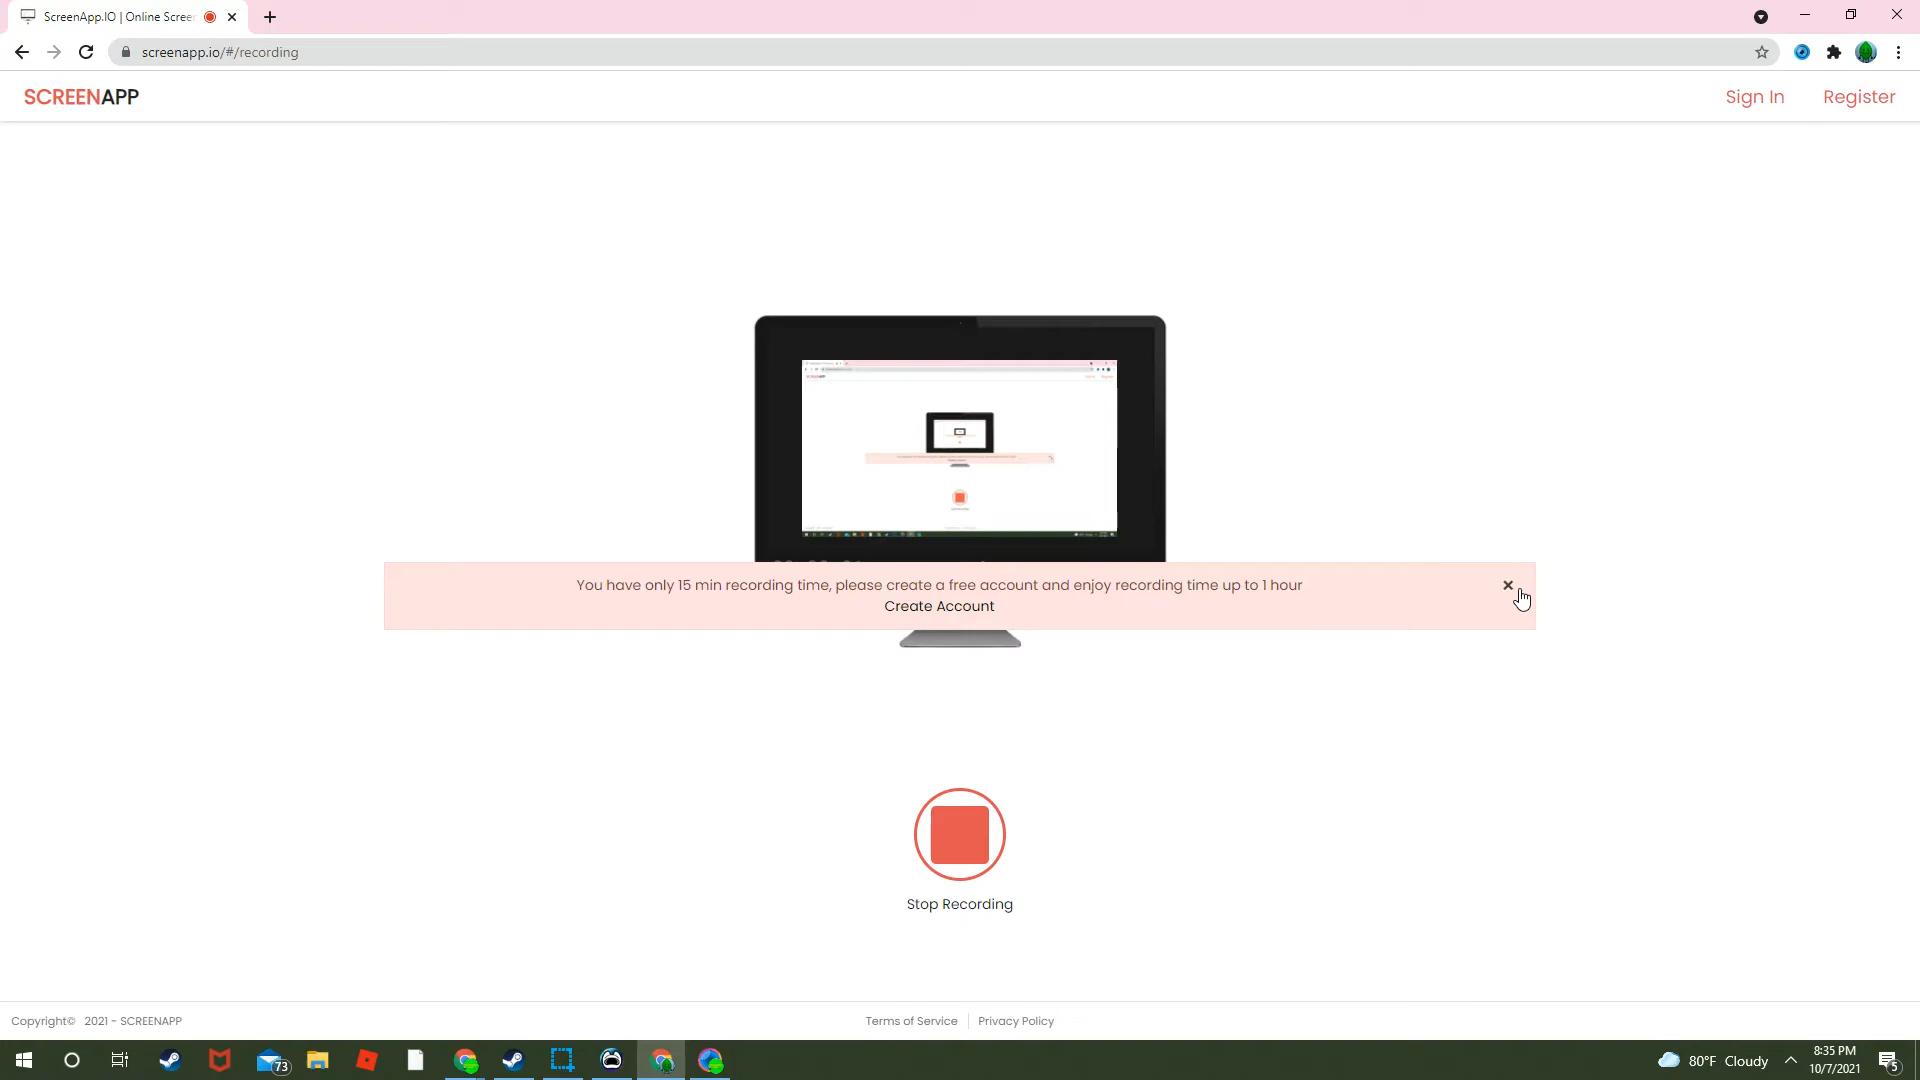 ScreenApp.IO | Online Scree
screenapp.io/#/recording
SCREENAPP
Sign In
Register
You have only 15 min recording time, please create a free account and enjoy recording time up to 1 hour
Create Account
Stop Recording
Copyright© 2021 - SCREENAPP
Terms of Service
Privacy Policy
73
80°F Cloudy
8:35 PM
10/7/2021
5